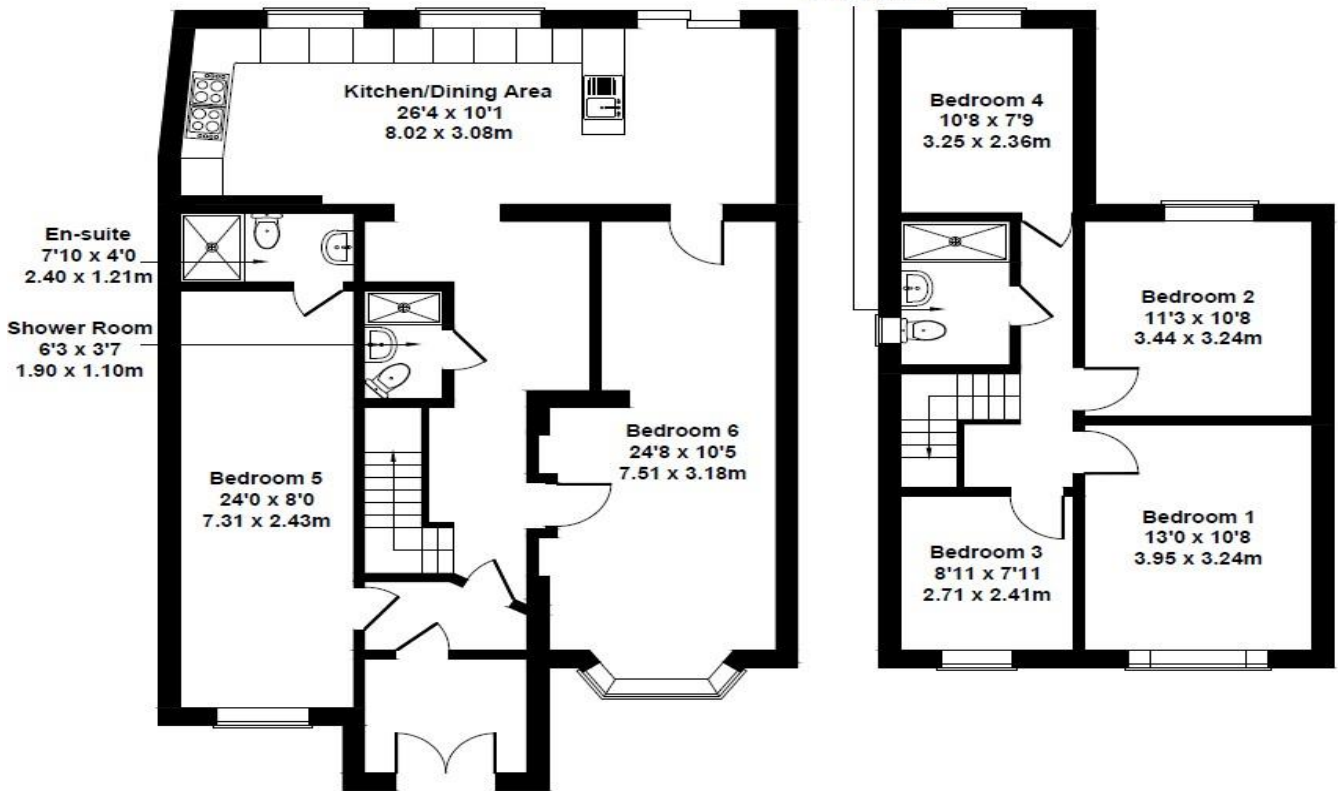 Kitchen/Dining Area
26'4 x 10'1
8.02 x 3.08m
En-suite
7'10 x 4'0
2.40 x 1.21m
Shower Room
6'3 x 3'7
1.90 x 1.10m
Bedroom 5
24'0 x 8'0
7.31 x 2.43m
Bedroom 6
24'8 x 10'5
7.51 x 3.18m
Bedroom 4
10'8 x 7'9
3.25 x 2.36m
Bedroom 2
11'3 x 10'8
3.44 x 3.24m
Bedroom 1
13'0 x 10'8
3.95 x 3.24m
Bedroom 3
8'11 x 7'11
2.71 x 2.41m